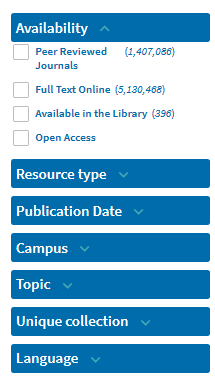 Availability
Peer Reviewed (1,407,086)
Journals
Full Text Online (5,130,468)
Available in the Library (396)
Open Access
Resource type
Publication Date
Campus
Topic
Unique collection
Language